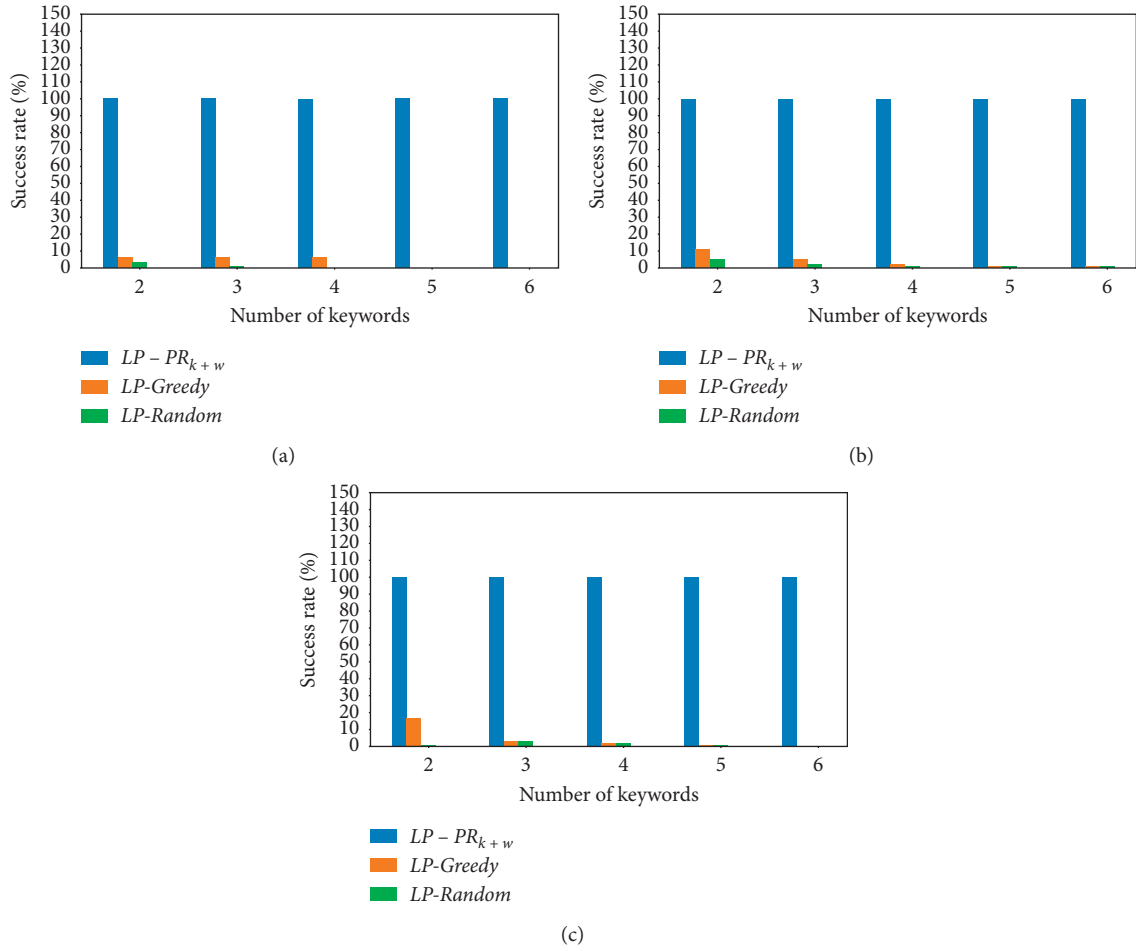 150
140
130
120
110
100
90
80
70
60
50
40
30
20
10
0
Success rate (%)
2 3 4 5 6
Number of keywords
LP – PRk + w
LP-Greedy
LP-Random
(a)
150
140
130
120
110
100
90
80
70
60
50
40
30
20
10
0
Success rate (%)
2 3 4 5 6
Number of keywords
LP – PRk + w
LP-Greedy
LP-Random
(b)
150
140
130
120
110
100
90
80
70
60
50
40
30
20
10
0
Success rate (%)
2 3 4 5 6
Number of keywords
LP – PRk + w
LP-Greedy
LP-Random
(c)